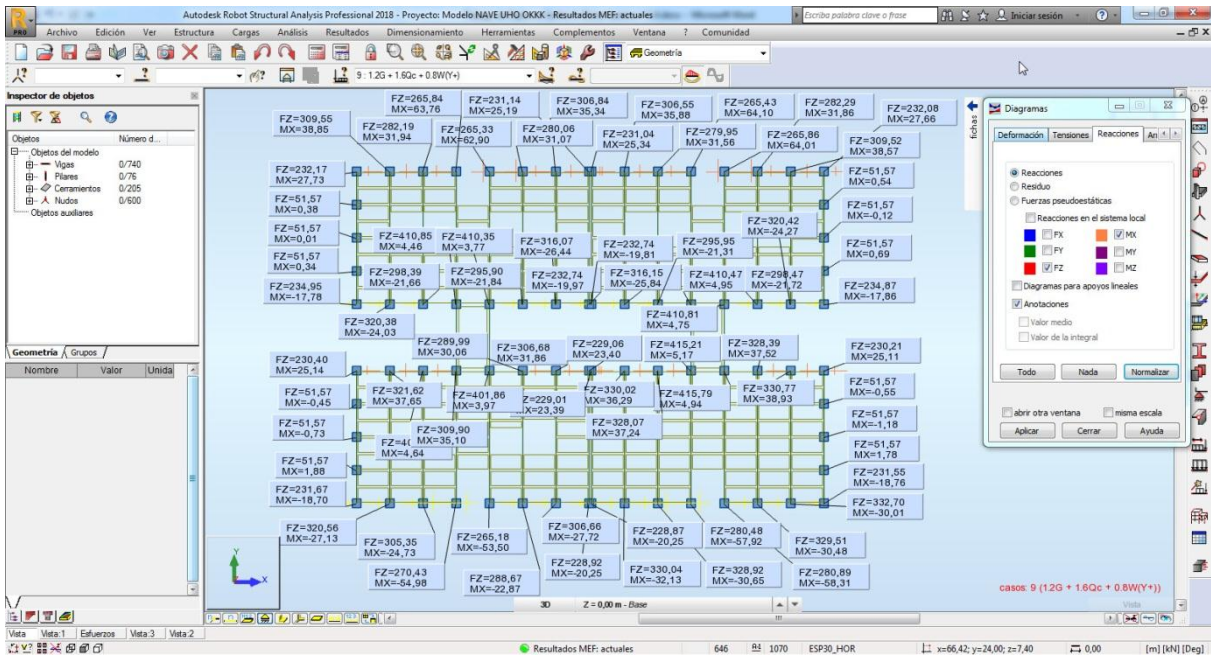 Autodesk Robot Structural Analysis Professional 2018 - Proyecto: Modelo NAVE UHO OKKK - Resultados MEF: actuales
Escriba palabra clave o frase
Iniciar sesión
PRO
Archivo Edición Ver Estructura Cargas Análisis Resultados Dimensionamiento Herramientas Complementos Ventana ? Comunidad
Geometría
9 : 1.2G + 1.6Qc + 0.8W(Y+)
Inspector de objetos
Objetos Número d...
Objetos del modelo
Vigas 0/740
Pilares 0/76
Cerramientos 0/205
Nudos 0/600
Objetos auxiliares
Geometría Grupos
Nombre Valor Unida
FZ=309,55
MX=38,85
FZ=265,84
MX=63,76
FZ=231,14
MX=25,19
FZ=306,84
MX=35,34
FZ=306,55
MX=35,88
FZ=265,43
MX=64,10
FZ=282,29
MX=31,86
FZ=232,08
MX=27,66
FZ=282,19
MX=31,94
FZ=265,33
MX=62,90
FZ=280,06
MX=31,07
FZ=231,04
MX=25,34
FZ=279,95
MX=31,56
FZ=265,86
MX=64,01
FZ=309,52
MX=38,57
FZ=232,17
MX=27,73
FZ=51,57
MX=0,54
FZ=51,57
MX=0,38
FZ=51,57
MX=-0,12
FZ=51,57
MX=0,01
FZ=410,85
MX=4,46
FZ=410,35
MX=3,77
FZ=316,07
MX=-26,44
FZ=232,74
MX=-19,81
FZ=295,95
MX=-21,31
FZ=320,42
MX=-24,27
FZ=51,57
MX=0,69
FZ=51,57
MX=0,34
FZ=298,39
MX=-21,66
FZ=295,90
MX=-21,84
FZ=232,74
MX=-19,97
FZ=316,15
MX=-25,84
FZ=410,47
MX=4,95
FZ=298,47
MX=-21,72
FZ=234,87
MX=-17,86
FZ=234,95
MX=-17,78
FZ=320,38
MX=-24,03
FZ=410,81
MX=4,75
FZ=289,99
MX=30,06
FZ=306,68
MX=31,86
FZ=229,06
MX=23,40
FZ=415,21
MX=5,17
FZ=328,39
MX=37,52
FZ=230,21
MX=25,11
FZ=230,40
MX=25,14
FZ=51,57
MX=-0,45
FZ=321,62
MX=37,65
FZ=401,86
MX=3,97
Z=229,01
MX=23,39
FZ=330,02
MX=36,29
FZ=415,79
MX=4,94
FZ=330,77
MX=38,93
FZ=51,57
MX=-0,55
FZ=51,57
MX=-0,73
FZ=40
MX=4,64
FZ=309,90
MX=35,10
FZ=328,07
MX=37,24
FZ=51,57
MX=-1,18
FZ=51,57
MX=1,88
FZ=51,57
MX=1,78
FZ=231,67
MX=-18,70
FZ=231,55
MX=-18,76
FZ=332,70
MX=-30,01
FZ=320,56
MX=-27,13
FZ=305,35
MX=-24,73
FZ=265,18
MX=-53,50
FZ=306,66
MX=-27,72
FZ=228,87
MX=-20,25
FZ=280,48
MX=-57,92
FZ=329,51
MX=-30,48
FZ=270,43
MX=-54,98
FZ=288,67
MX=-22,87
FZ=228,92
MX=-20,25
FZ=330,04
MX=-32,13
FZ=328,92
MX=-30,65
FZ=280,89
MX=-58,31
Y
X
casos: 9 (1.2G + 1.6Qc + 0.8W(Y+))
3D Z = 0,00 m - Base
Vista
fichas
Diagramas
Deformación Tensiones Reacciones An
Reacciones
Residuo
Fuerzas pseudoestáticas
Reacciones en el sistema local
FX MX
FY MY
FZ MZ
Diagramas para apoyos lineales
Anotaciones
Valor medio
Valor de la integral
Todo Nada Normalizar
abrir otra ventana misma escala
Aplicar Cerrar Ayuda
Vista Vista:1 Esfuerzos Vista:3 Vista:2
Resultados MEF: actuales 646 1070 ESP30_HOR x=66,42; y=24,00; z=7,40 0,00 [m] [kN] [Deg]